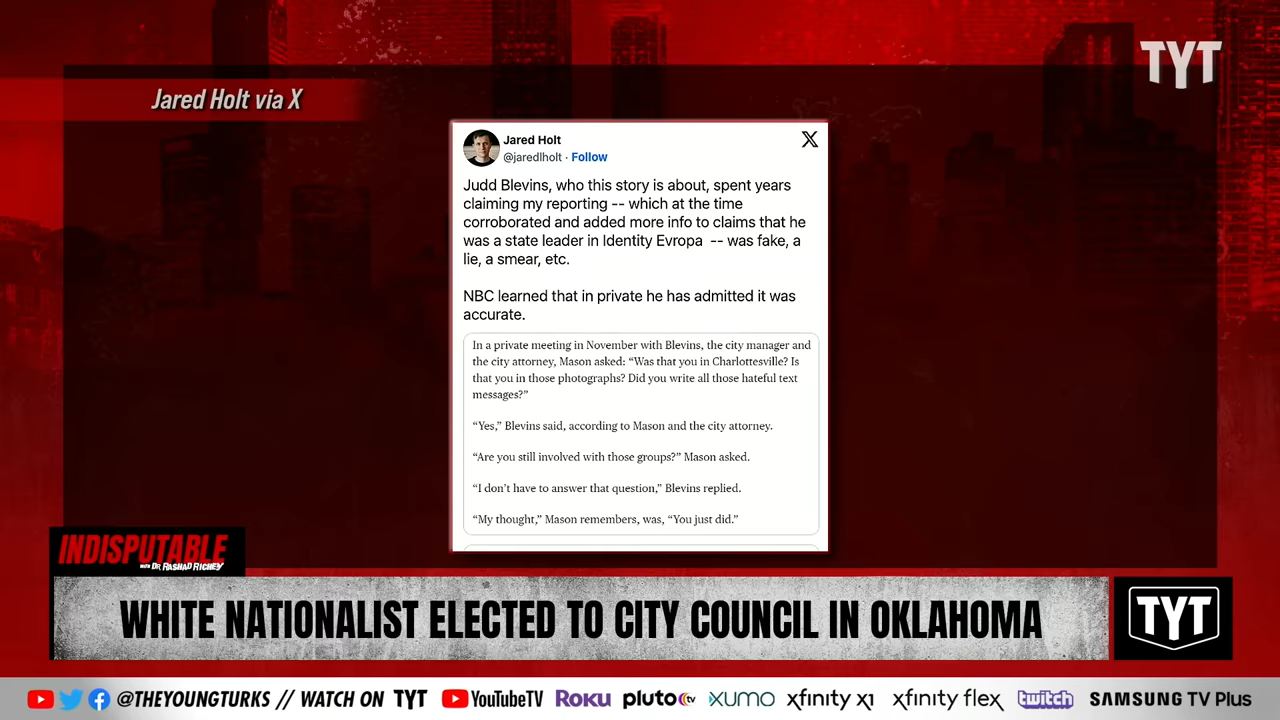 TYT
Jared Holt via X
Jared Holt
@jaredlholt · Follow
Judd Blevins, who this story is about, spent years
claiming my reporting -- which at the time
corroborated and added more info to claims that he
was a state leader in Identity Evropa -- was fake, a
lie, a smear, etc.
NBC learned that in private he has admitted it was
accurate.
In a private meeting in November with Blevins, the city manager and
the city attorney, Mason asked: “Was that you in Charlottesville? Is
that you in those photographs? Did you write all those hateful text
messages?”
“Yes,” Blevins said, according to Mason and the city attorney.
“Are you still involved with those groups?” Mason asked.
“I don’t have to answer that question,” Blevins replied.
“My thought,” Mason remembers, was, “You just did.”
INDISPUTABLE
WITH DR. RASHAD RICHEY
WHITE NATIONALIST ELECTED TO CITY COUNCIL IN OKLAHOMA
TYT
@THEYOUNGTURKS // WATCH ON TYT YouTubeTV Roku pluto tv xumo xfinity x1 xfinity flex twitch SAMSUNG TV Plus